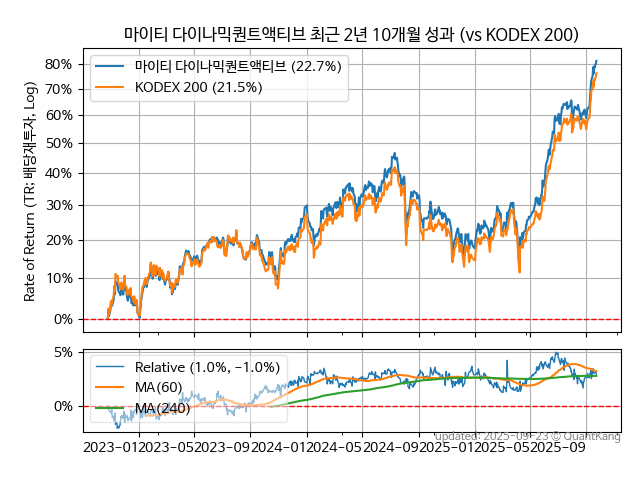 마이티 다이나믹퀀트액티브 최근 2년 10개월 성과 (vs KODEX 200)
Rate of Return (TR: 배당재투자, Log)
80%
70%
60%
50%
40%
30%
20%
10%
0%
마이티 다이나믹퀀트액티브 (22.7%)
KODEX 200 (21.5%)
5%
0%
Relative (1.0%, -1.0%)
MA(60)
MA(240)
2023-01
2023-05
2023-09
2024-01
2024-05
2024-09
2025-01
2025-05
2025-09
updated: 2025-09-23 © QuantKang